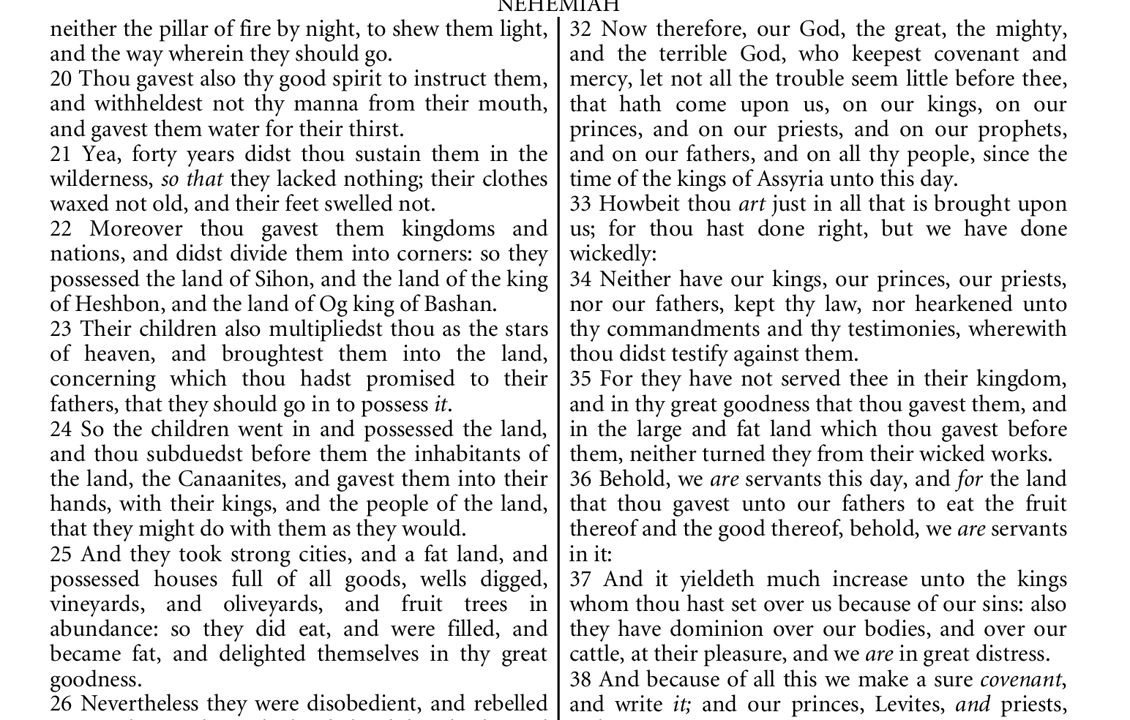 NEHEMIAH
neither the pillar of fire by night, to shew them light,
and the way wherein they should go.
20 Thou gavest also thy good spirit to instruct them,
and withheldest not thy manna from their mouth,
and gavest them water for their thirst.
21 Yea, forty years didst thou sustain them in the
wilderness, so that they lacked nothing; their clothes
waxed not old, and their feet swelled not.
22 Moreover thou gavest them kingdoms and
nations, and didst divide them into corners: so they
possessed the land of Sihon, and the land of the king
of Heshbon, and the land of Og king of Bashan.
23 Their children also multipliedst thou as the stars
of heaven, and broughtest them into the land,
concerning which thou hadst promised to their
fathers, that they should go in to possess it.
24 So the children went in and possessed the land,
and thou subduedst before them the inhabitants of
the land, the Canaanites, and gavest them into their
hands, with their kings, and the people of the land,
that they might do with them as they would.
25 And they took strong cities, and a fat land, and
possessed houses full of all goods, wells digged,
vineyards, and oliveyards, and fruit trees in
abundance: so they did eat, and were filled, and
became fat, and delighted themselves in thy great
goodness.
26 Nevertheless they were disobedient, and rebelled
32 Now therefore, our God, the great, the mighty,
and the terrible God, who keepest covenant and
mercy, let not all the trouble seem little before thee,
that hath come upon us, on our kings, on our
princes, and on our priests, and on our prophets,
and on our fathers, and on all thy people, since the
time of the kings of Assyria unto this day.
33 Howbeit thou art just in all that is brought upon
us; for thou hast done right, but we have done
wickedly:
34 Neither have our kings, our princes, our priests,
nor our fathers, kept thy law, nor hearkened unto
thy commandments and thy testimonies, wherewith
thou didst testify against them.
35 For they have not served thee in their kingdom,
and in thy great goodness that thou gavest them, and
in the large and fat land which thou gavest before
them, neither turned they from their wicked works.
36 Behold, we are servants this day, and for the land
that thou gavest unto our fathers to eat the fruit
thereof and the good thereof, behold, we are servants
in it:
37 And it yieldeth much increase unto the kings
whom thou hast set over us because of our sins: also
they have dominion over our bodies, and over our
cattle, at their pleasure, and we are in great distress.
38 And because of all this we make a sure covenant,
and write it; and our princes, Levites, and priests,